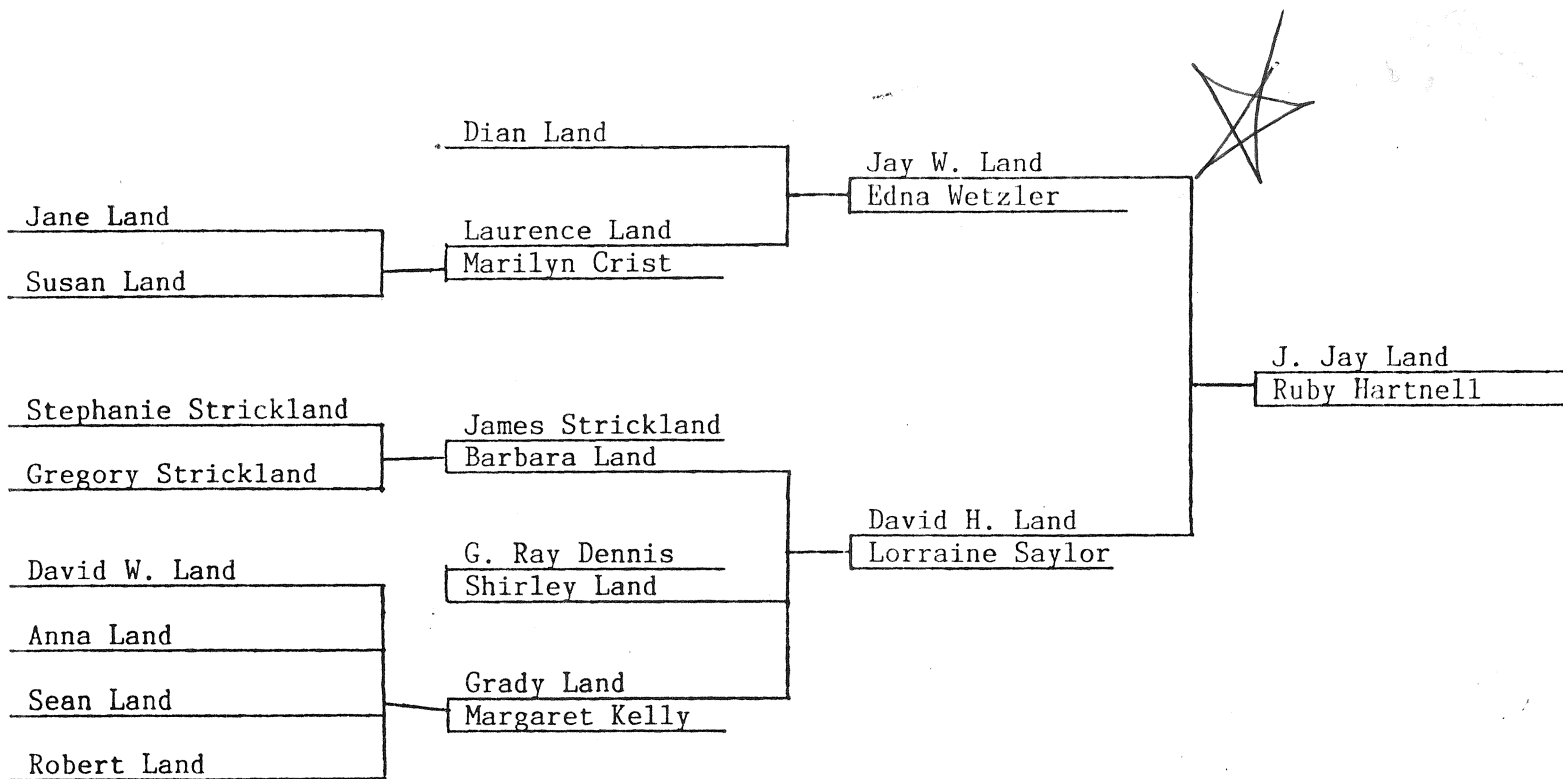 Dian Land
Jay W. Land
Edna Wetzler
Jane Land
Laurence Land
Marilyn Crist
Susan Land
J. Jay Land
Ruby Hartnell
Stephanie Strickland
James Strickland
Barbara Land
Gregory Strickland
David H. Land
Lorraine Saylor
G. Ray Dennis
Shirley Land
David W. Land
Anna Land
Grady Land
Margaret Kelly
Sean Land
Robert Land